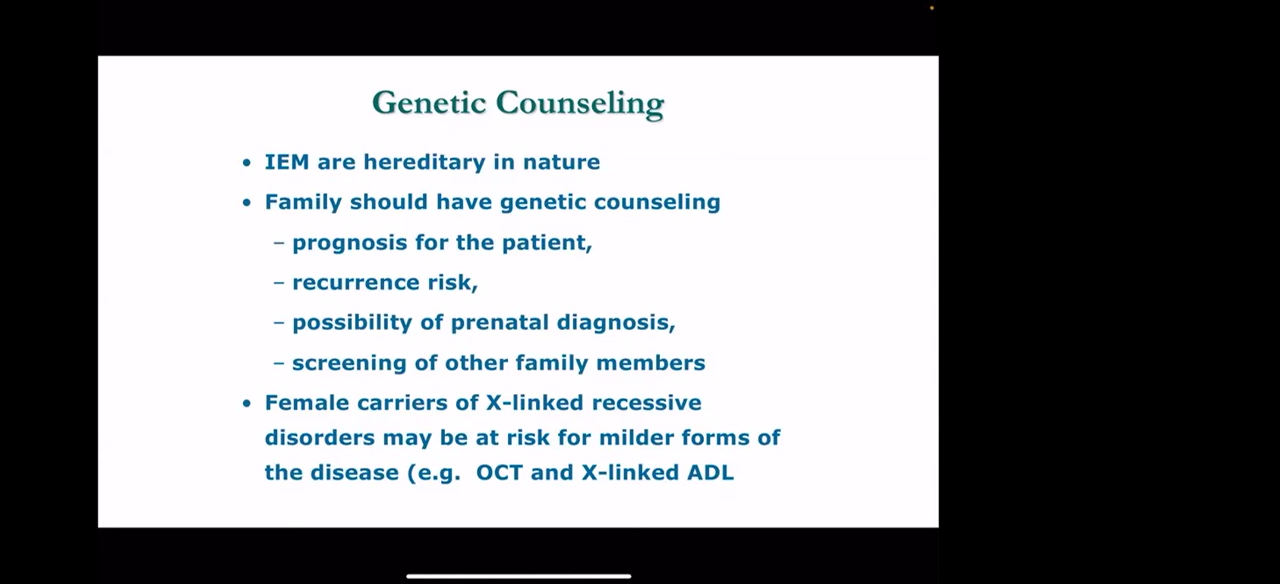 Genetic Counseling
• IEM are hereditary in nature
• Family should have genetic counseling
– prognosis for the patient,
– recurrence risk,
– possibility of prenatal diagnosis,
– screening of other family members
• Female carriers of X-linked recessive
disorders may be at risk for milder forms of
the disease (e.g.  OCT and X-linked ADL